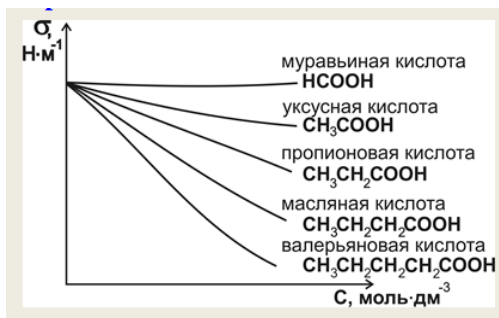 σ,
Н·м⁻¹
муравьиная кислота
HCOOH
уксусная кислота
CH₃COOH
пропионовая кислота
CH₃CH₂COOH
масляная кислота
CH₃CH₂CH₂COOH
валерьяновая кислота
CH₃CH₂CH₂CH₂COOH
С, моль·дм⁻³